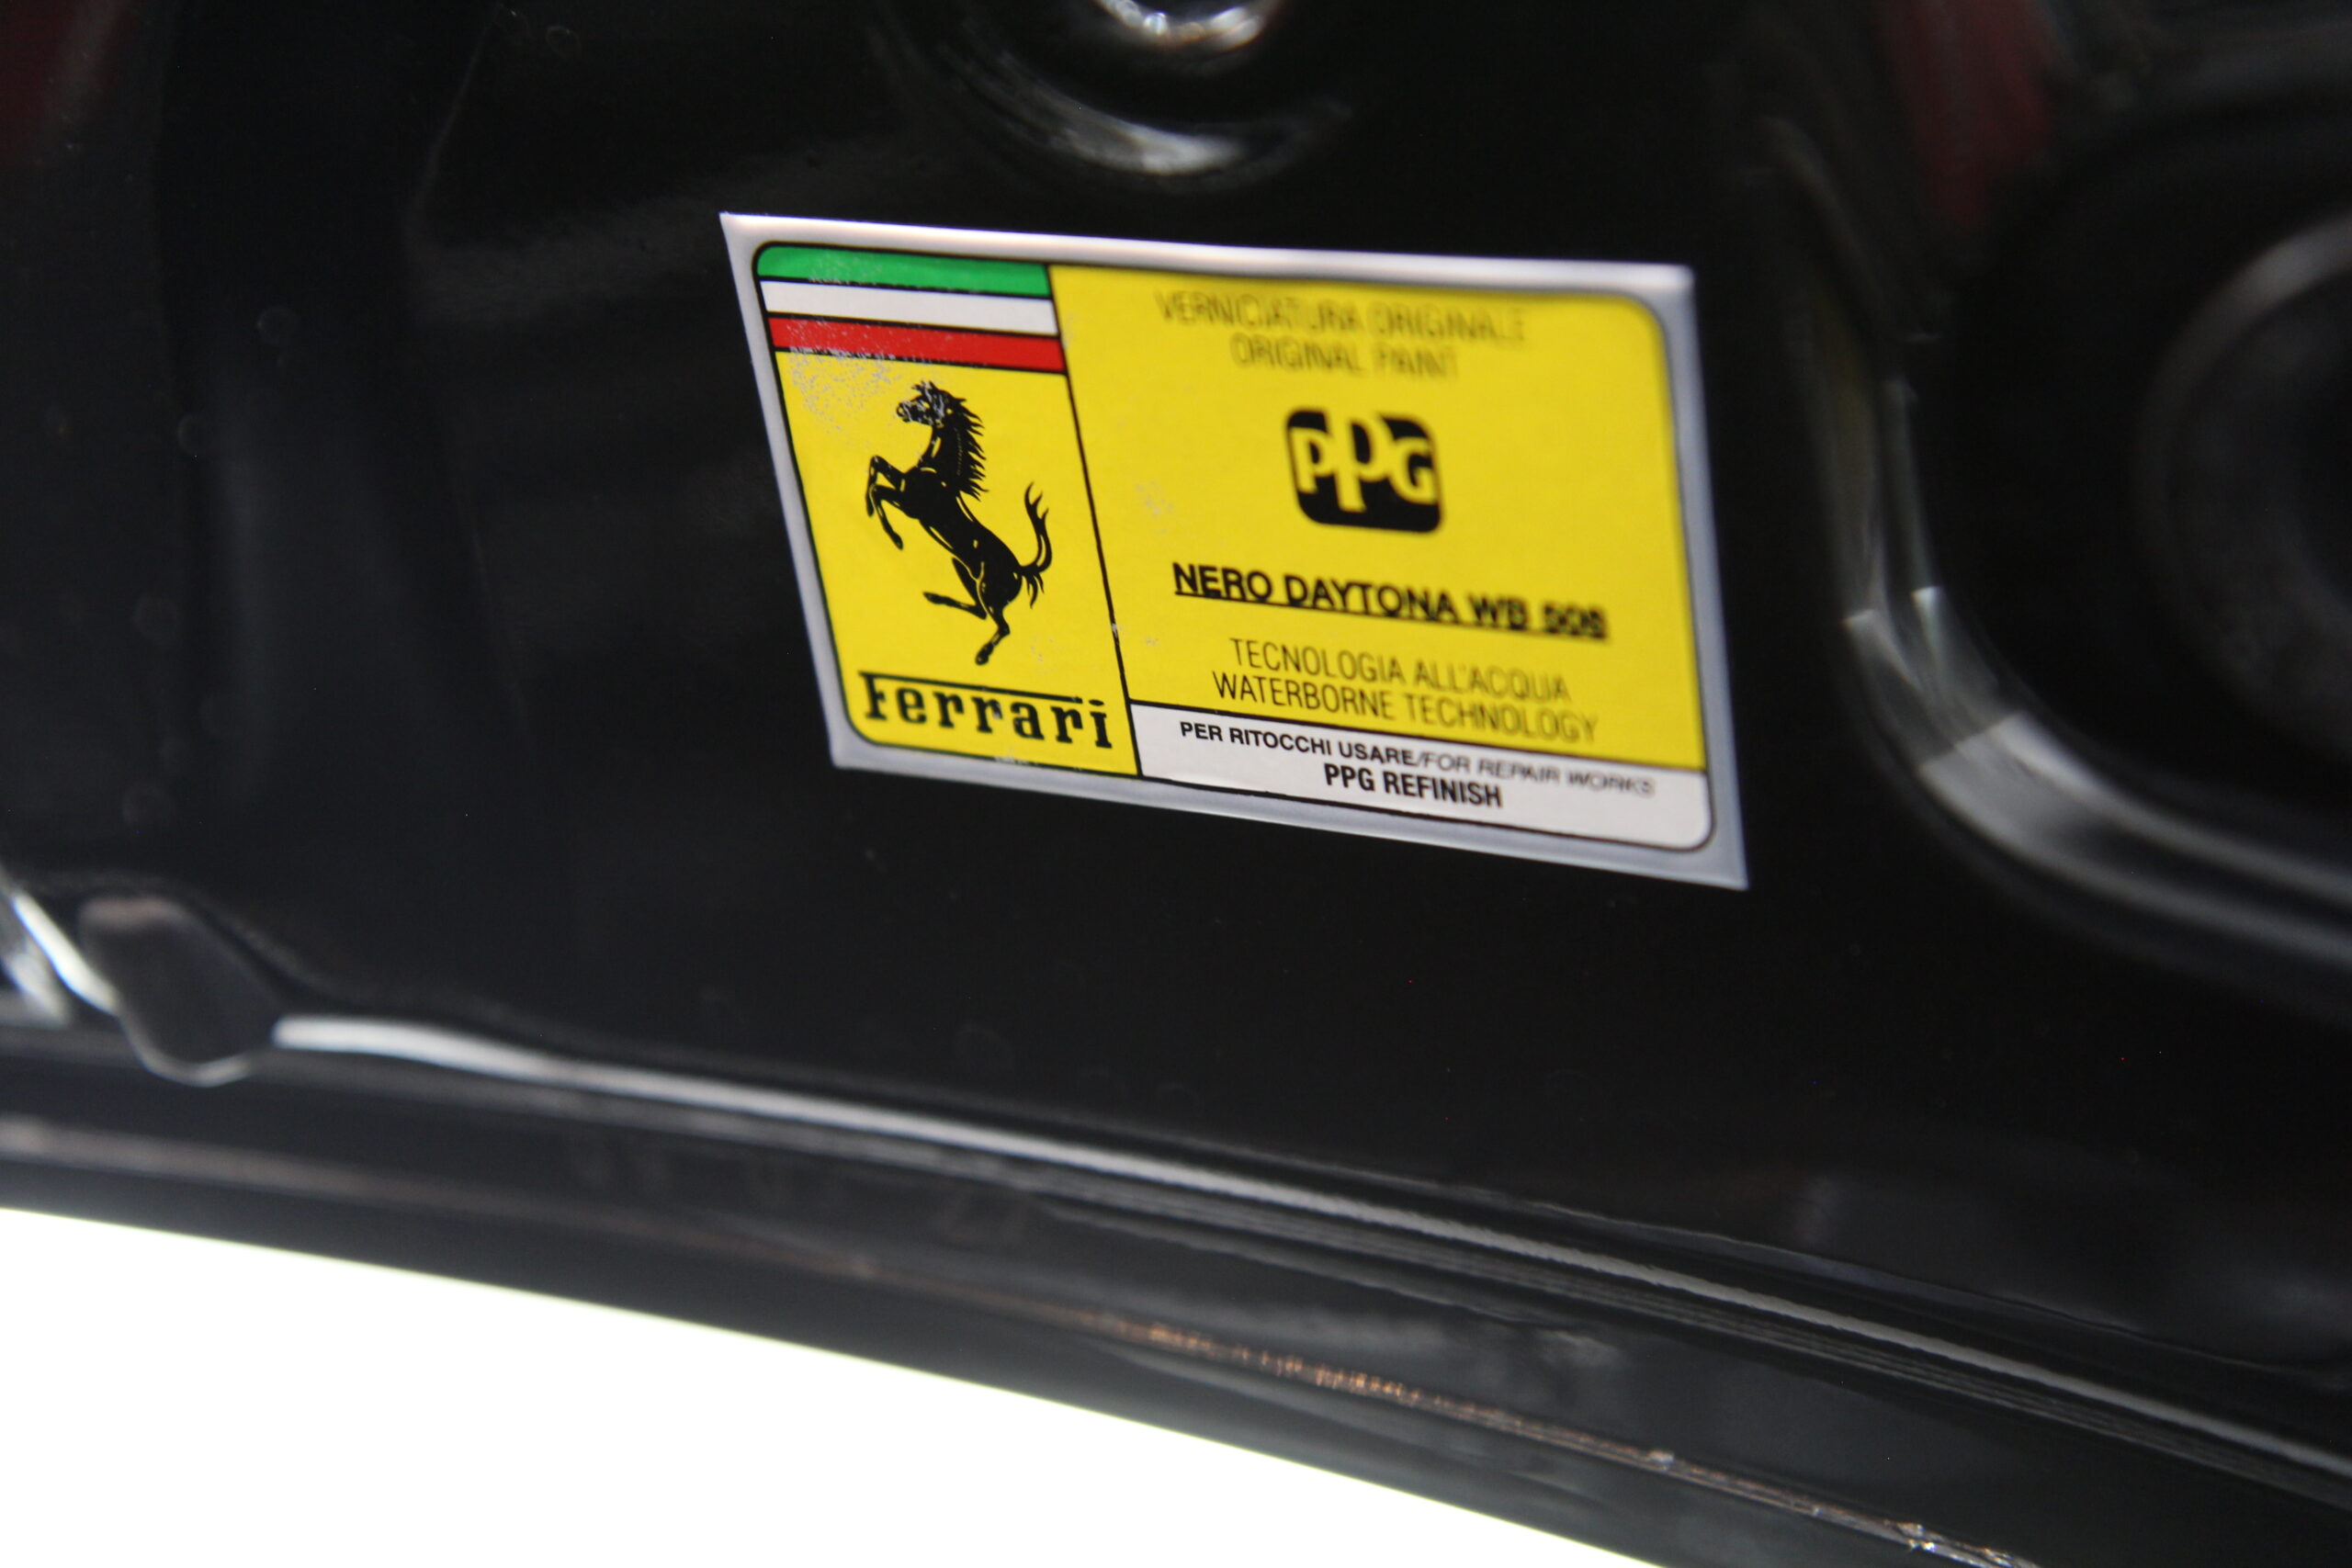 Ferrari
VERNICIATURA ORIGINALE
ORIGINAL PAINT
PPG
NERO DAYTONA WB 508
TECNOLOGIA ALL'ACQUA
WATERBORNE TECHNOLOGY
PER RITOCCHI USARE/FOR REPAIR WORKS
PPG REFINISH